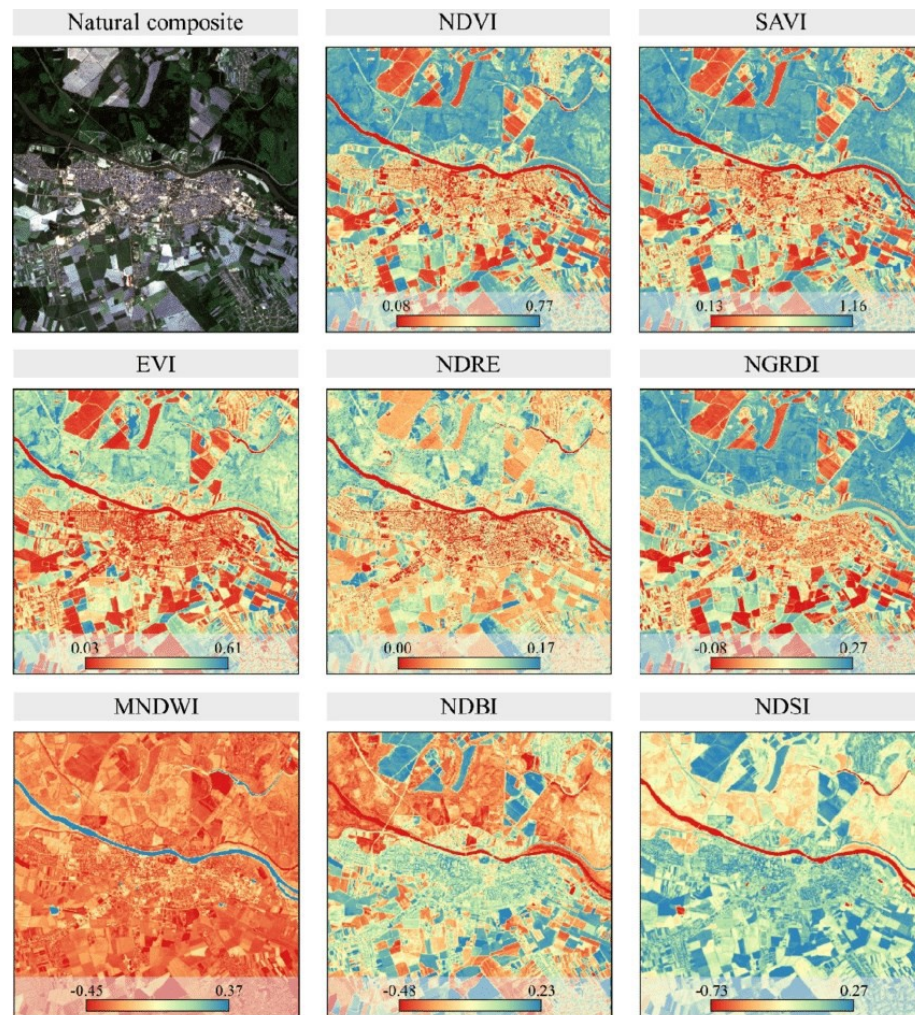 Natural composite
NDVI
SAVI
0.08 0.77
0.13 1.16
EVI
NDRE
NGRDI
0.03 0.61
0.00 0.17
-0.08 0.27
MNDWI
NDBI
NDSI
-0.45 0.37
-0.48 0.23
-0.73 0.27